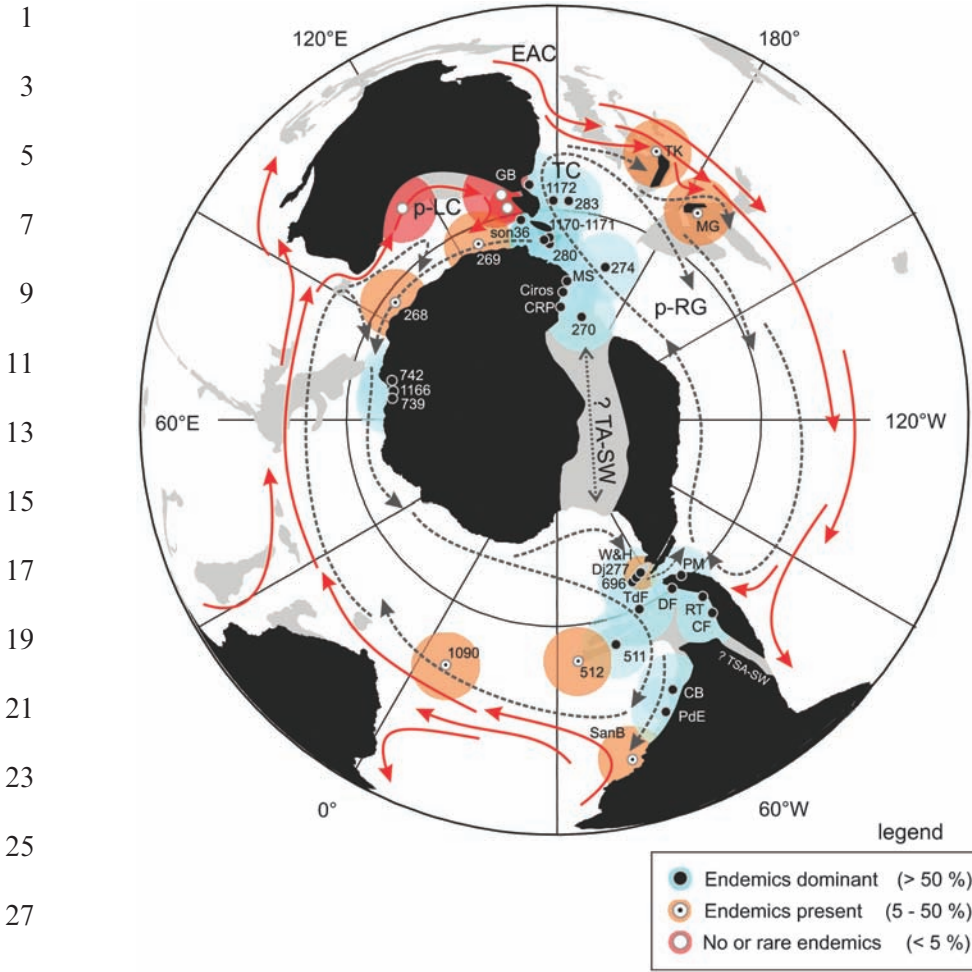 1
120°E
EAC
180°
3
5
TK
GB
TC
1172
283
7
p-LC
MG
son36
1170-1171
269
280
274
MS
9
Ciros
p-RG
268
CRP
270
11
742
1166
739
13
60°E
? TA-SW
120°W
15
W&H
17
Dj277
PM
696
TdF
DF
RT
19
CF
1090
511
512
? TSA-SW
21
CB
PdE
SanB
23
0°
60°W
25
legend
Endemics dominant (> 50 %)
27
Endemics present (5 - 50 %)
No or rare endemics (< 5 %)